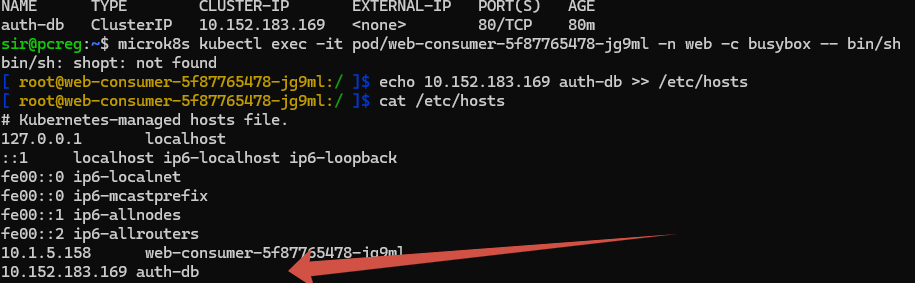 NAME TYPE CLUSTER-IP EXTERNAL-IP PORT(S) AGE
auth-db ClusterIP 10.152.183.169 <none> 80/TCP 80m
sir@pcreg:~$ microk8s kubectl exec -it pod/web-consumer-5f87765478-jg9ml -n web -c busybox -- bin/sh
bin/sh: shopt: not found
[ root@web-consumer-5f87765478-jg9ml:/ ]$ echo 10.152.183.169 auth-db >> /etc/hosts
[ root@web-consumer-5f87765478-jg9ml:/ ]$ cat /etc/hosts
# Kubernetes-managed hosts file.
127.0.0.1 localhost
::1 localhost ip6-localhost ip6-loopback
fe00::0 ip6-localnet
fe00::0 ip6-mcastprefix
fe00::1 ip6-allnodes
fe00::2 ip6-allrouters
10.1.5.158 web-consumer-5f87765478-jg9ml
10.152.183.169 auth-db